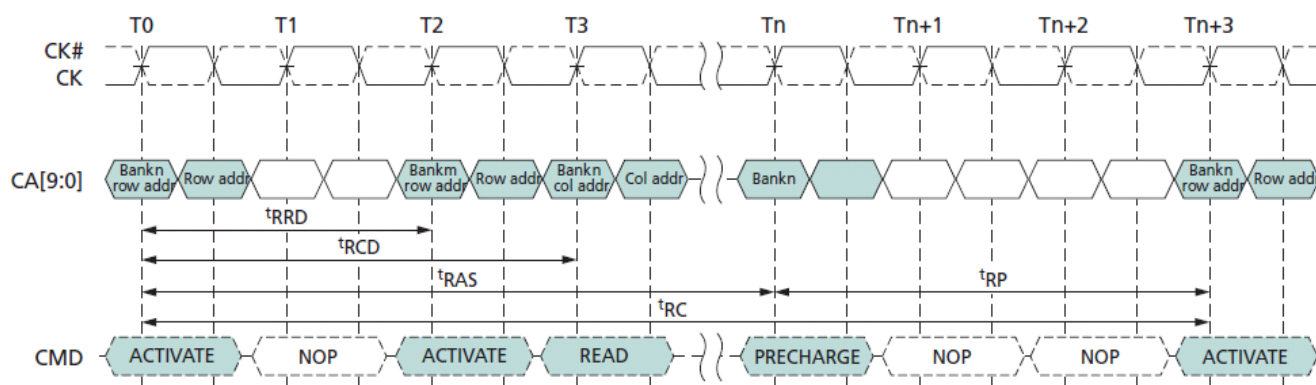 T0 T1 T2 T3 Tn Tn+1 Tn+2 Tn+3
CK#
CK
CA[9:0]
Bankn
row addr
Row addr
Bankm
row addr
Row addr
Bankn
col addr
Col addr
Bankn
Bankn
row addr
Row add
tRRD
tRCD
tRAS
tRP
tRC
CMD ACTIVATE NOP ACTIVATE READ PRECHARGE NOP NOP ACTIVATE